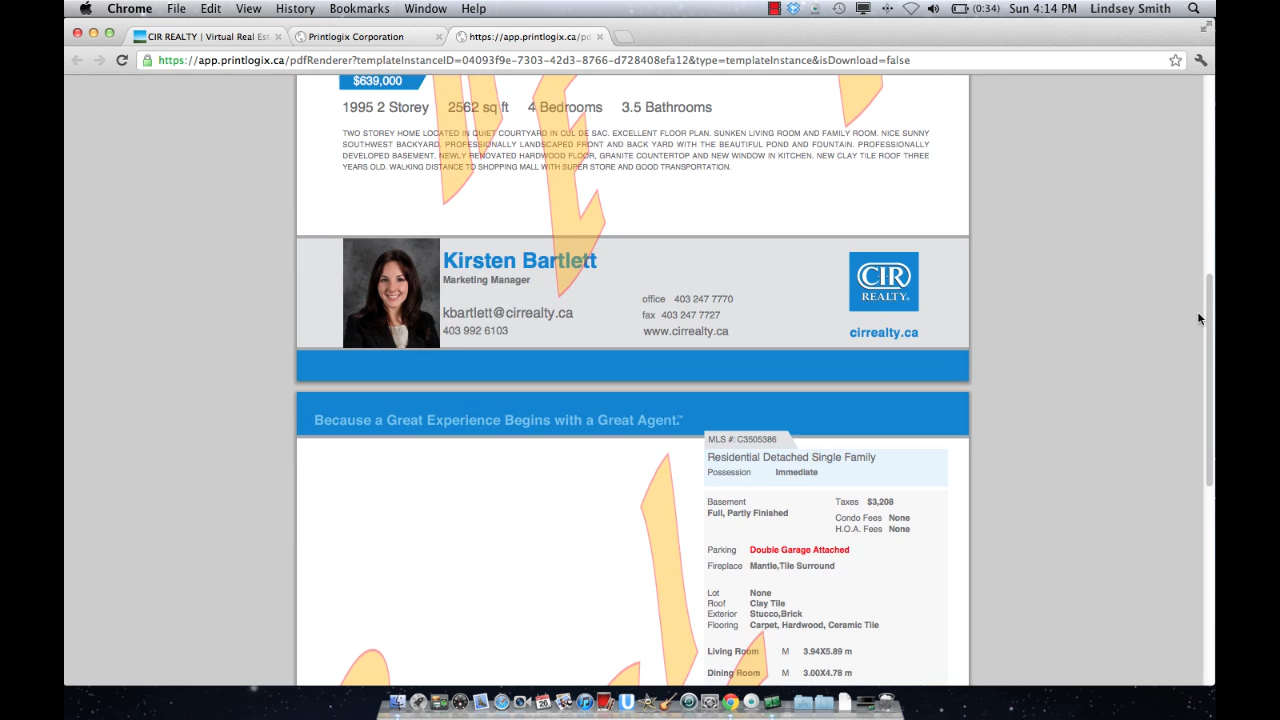 Chrome File Edit View History Bookmarks Window Help (0:34) Sun 4:14 PM Lindsey Smith
CIR REALTY | Virtual Real Est Printlogix Corporation https://app.printlogix.ca/pd
https://app.printlogix.ca/pdfRenderer?templateInstanceID=04093f9e-7303-42d3-8766-d728408efa12&type=templateInstance&isDownload=false
$639,000
1995 2 Storey 2562 sq ft 4 Bedrooms 3.5 Bathrooms
TWO STOREY HOME LOCATED IN QUIET COURTYARD IN CUL DE SAC. EXCELLENT FLOOR PLAN. SUNKEN LIVING ROOM AND FAMILY ROOM. NICE SUNNY
SOUTHWEST BACKYARD. PROFESSIONALLY LANDSCAPED FRONT AND BACK YARD WITH THE BEAUTIFUL POND AND FOUNTAIN. PROFESSIONALLY
DEVELOPED BASEMENT. NEWLY RENOVATED HARDWOOD FLOOR, GRANITE COUNTERTOP AND NEW WINDOW IN KITCHEN. NEW CLAY TILE ROOF THREE
YEARS OLD. WALKING DISTANCE TO SHOPPING MALL WITH SUPER STORE AND GOOD TRANSPORTATION.
Kirsten Bartlett
Marketing Manager
kbartlett@cirrealty.ca
403 992 6103
office 403 247 7770
fax 403 247 7727
www.cirrealty.ca
CIR
REALTY
cirrealty.ca
Because a Great Experience Begins with a Great Agent.™
MLS #: C3505386
Residential Detached Single Family
Possession Immediate
Basement Taxes $3,208
Full, Partly Finished
Condo Fees None
H.O.A. Fees None
Parking Double Garage Attached
Fireplace Mantle,Tile Surround
Lot None
Roof Clay Tile
Exterior Stucco,Brick
Flooring Carpet, Hardwood, Ceramic Tile
Living Room M 3.94X5.89 m
Dining Room M 3.00X4.78 m